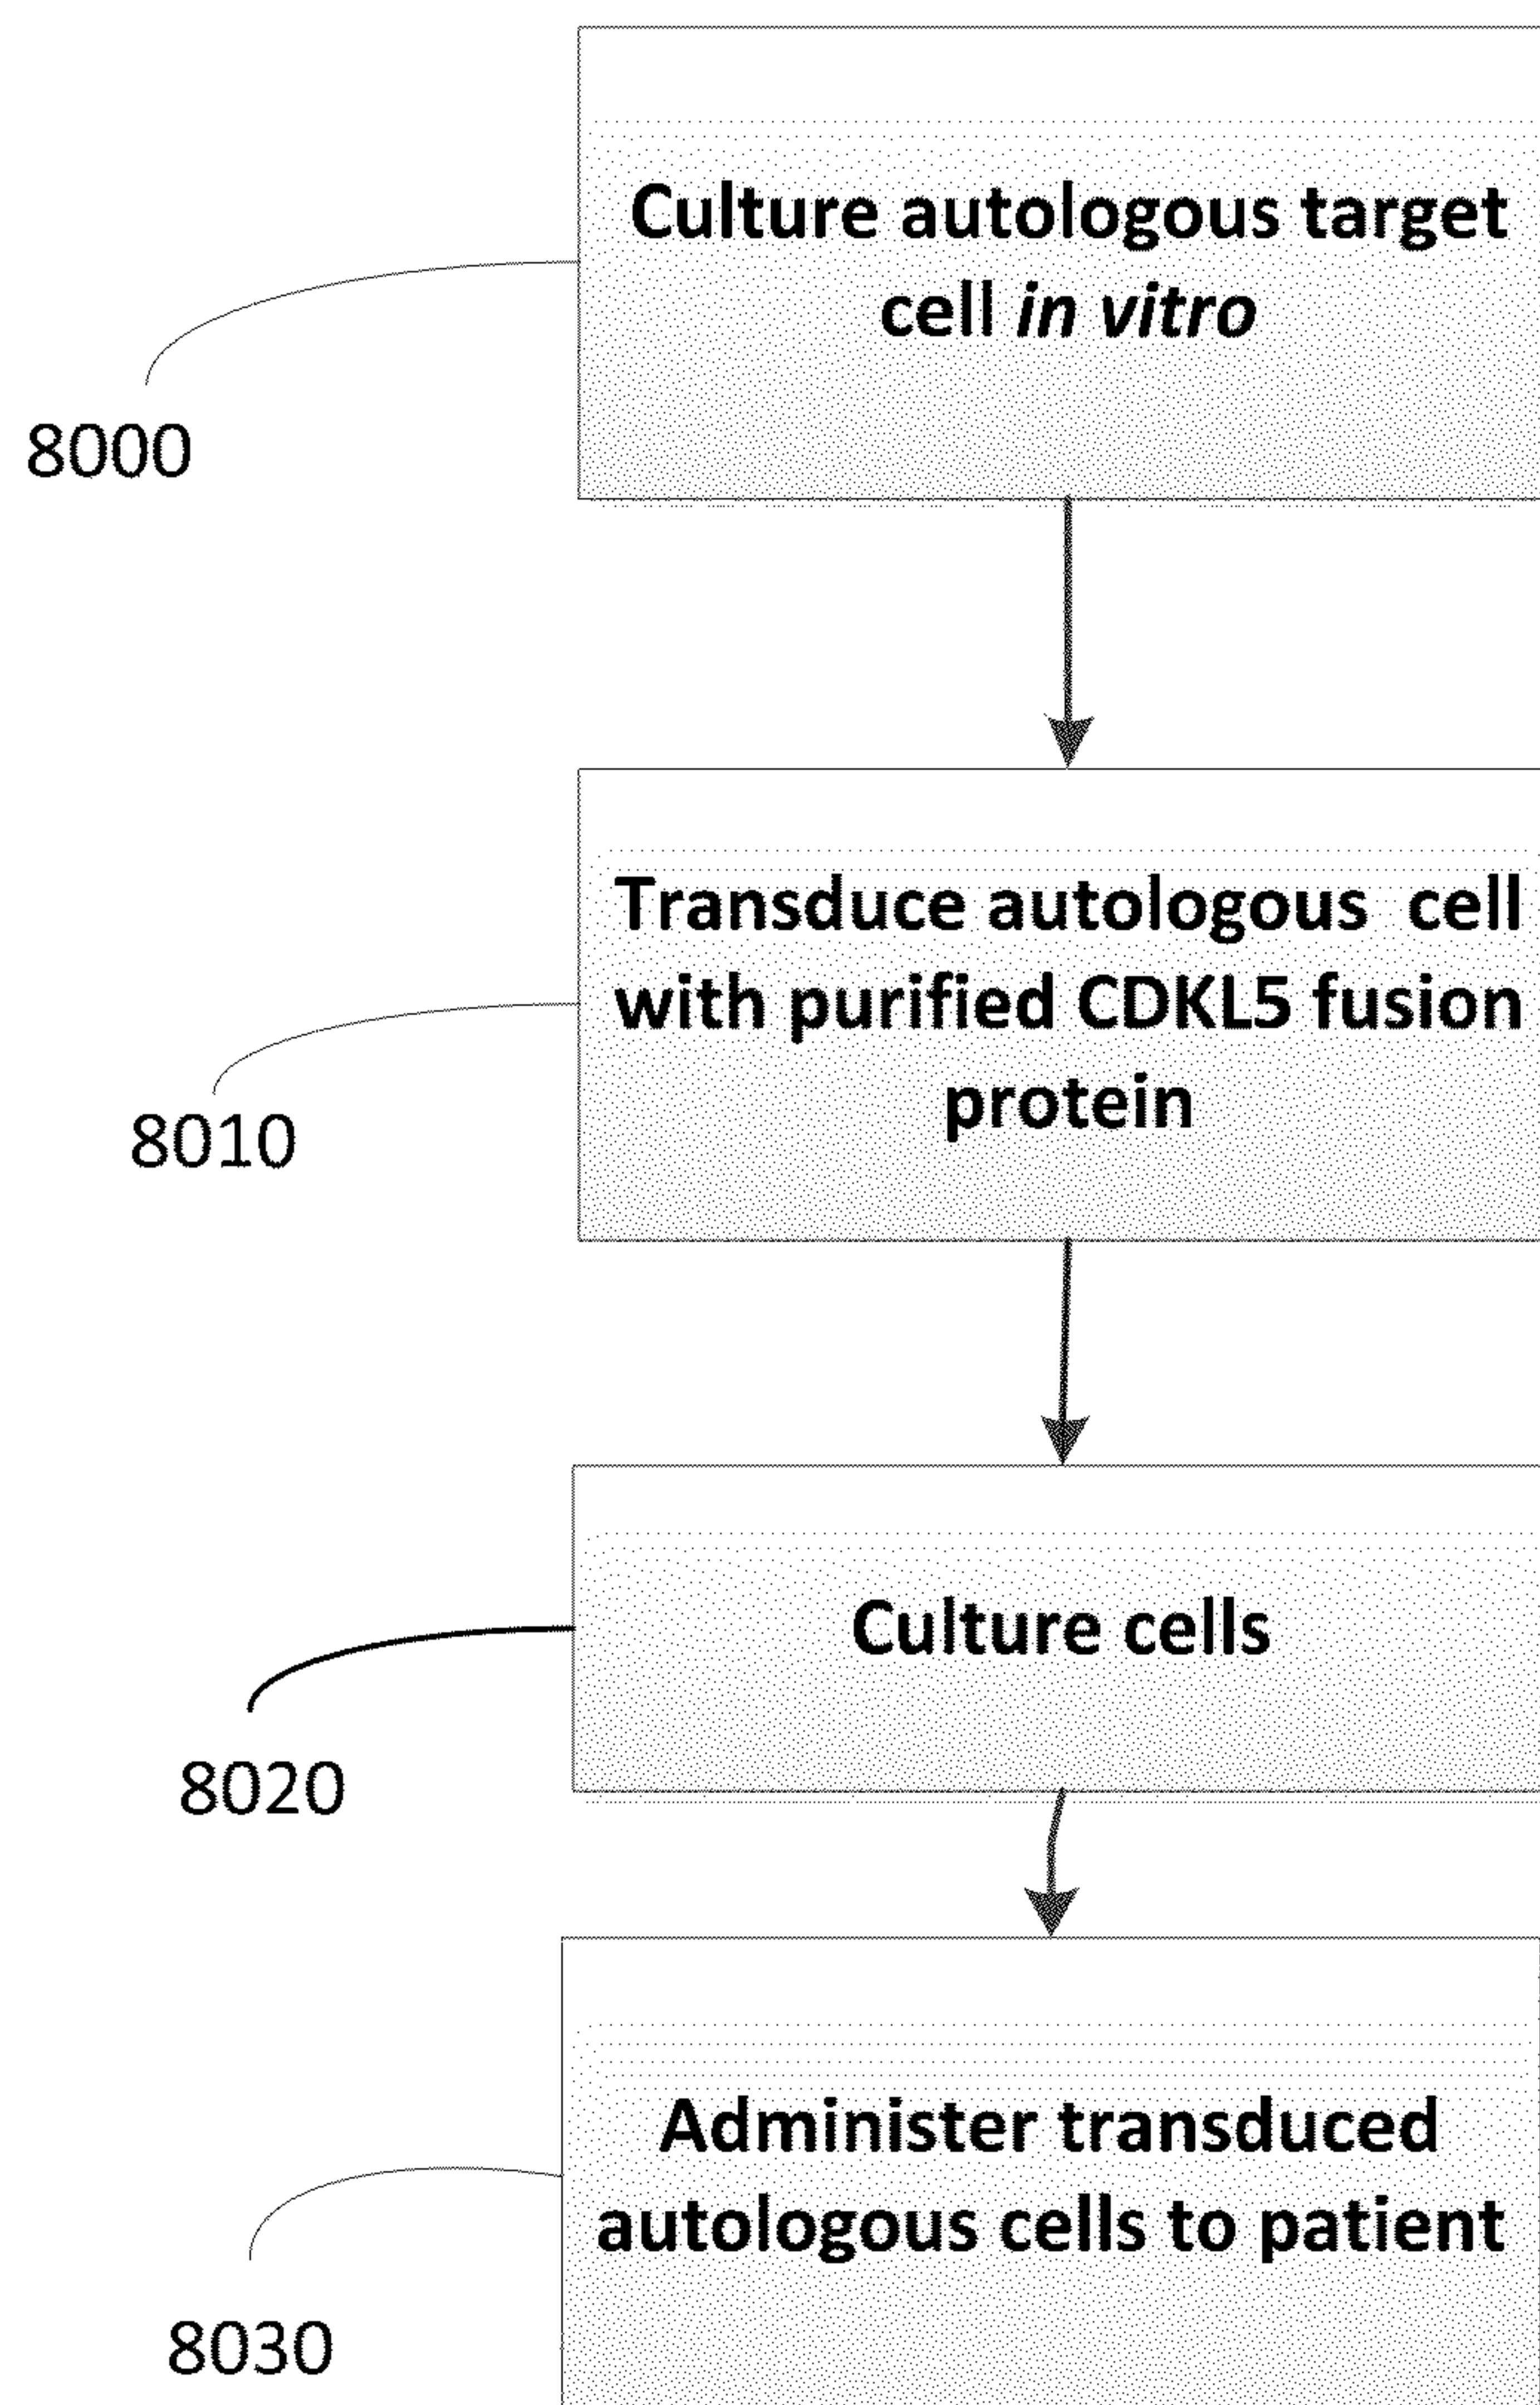 Culture autologous target
cell in vitro
8000
Transduce autologous cell
with purified CDKL5 fusion
protein
8010
Culture cells
8020
Administer transduced
autologous cells to patient
8030